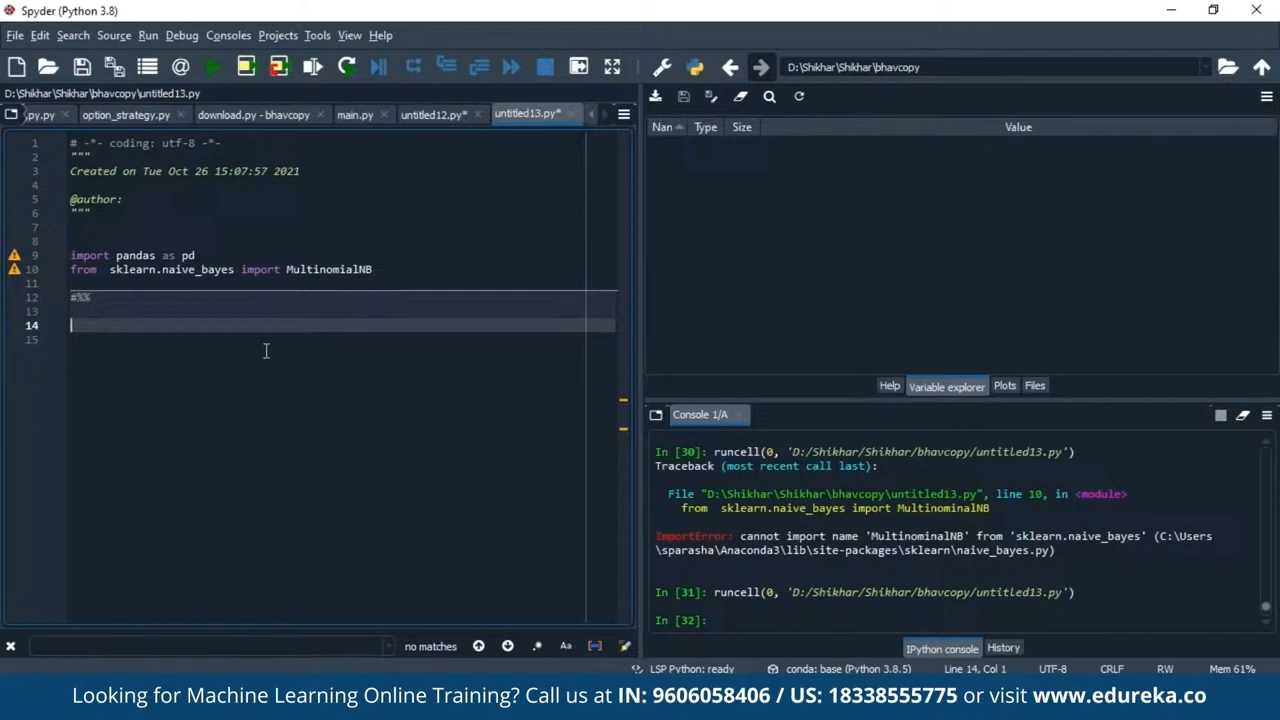 Spyder (Python 3.8)
File Edit Search Source Run Debug Consoles Projects Tools View Help
D:\Shikhar\Shikhar\bhavcopy
D:\Shikhar\Shikhar\bhavcopy\untitled13.py
.py.py option_strategy.py download.py - bhavcopy main.py untitled12.py* untitled13.py*
1 # -*- coding: utf-8 -*-
2 """
3 Created on Tue Oct 26 15:07:57 2021
4
5 @author:
6 """
7
8
9 import pandas as pd
10 from sklearn.naive_bayes import MultinomialNB
11
12 #%%
13
14
15
no matches Aa
Nan Type Size Value
Help Variable explorer Plots Files
Console 1/A
In [30]: runcell(0, 'D:/Shikhar/Shikhar/bhavcopy/untitled13.py')
Traceback (most recent call last):
File "D:\Shikhar\Shikhar\bhavcopy\untitled13.py", line 10, in <module>
from sklearn.naive_bayes import MultinominalNB
ImportError: cannot import name 'MultinominalNB' from 'sklearn.naive_bayes' (C:\Users
\sparasha\Anaconda3\lib\site-packages\sklearn\naive_bayes.py)
In [31]: runcell(0, 'D:/Shikhar/Shikhar/bhavcopy/untitled13.py')
In [32]:
IPython console History
LSP Python: ready conda: base (Python 3.8.5) Line 14, Col 1 UTF-8 CRLF RW Mem 61%
Looking for Machine Learning Online Training? Call us at IN: 9606058406 / US: 18338555775 or visit www.edureka.co